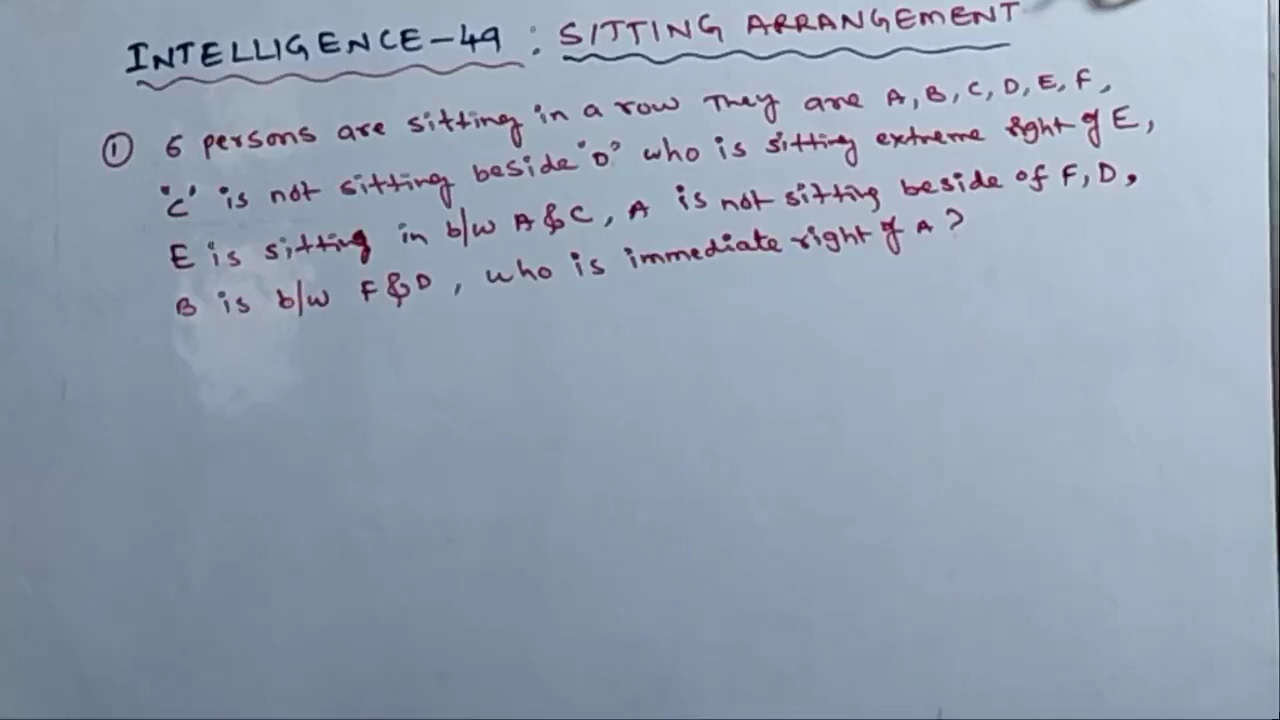 INTELLIGENCE-49 : SITTING ARRANGEMENT
① 6 persons are sitting in a row They are A, B, C, D, E, F,
'C' is not sitting beside "D" who is sitting extreme right of E,
E is sitting in b/w A & C, A is not sitting beside of F, D,
B is b/w F & D, who is immediate right of A?